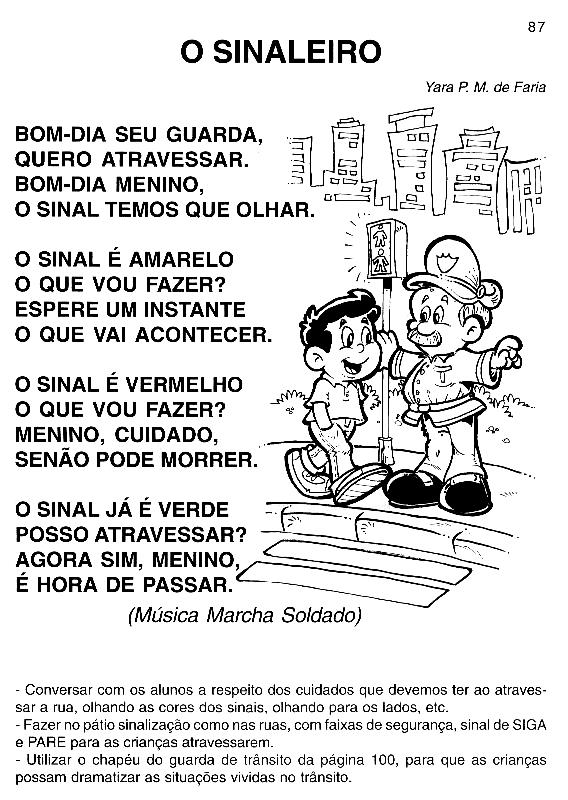 87
O SINALEIRO
Yara P. M. de Faria
BOM-DIA SEU GUARDA,
QUERO ATRAVESSAR.
BOM-DIA MENINO,
O SINAL TEMOS QUE OLHAR.
O SINAL É AMARELO
O QUE VOU FAZER?
ESPERE UM INSTANTE
O QUE VAI ACONTECER.
O SINAL É VERMELHO
O QUE VOU FAZER?
MENINO, CUIDADO,
SENÃO PODE MORRER.
O SINAL JÁ É VERDE
POSSO ATRAVESSAR?
AGORA SIM, MENINO,
É HORA DE PASSAR.
(Música Marcha Soldado)
- Conversar com os alunos a respeito dos cuidados que devemos ter ao atraves-
sar a rua, olhando as cores dos sinais, olhando para os lados, etc.
- Fazer no pátio sinalização como nas ruas, com faixas de segurança, sinal de SIGA
e PARE para as crianças atravessarem.
- Utilizar o chapéu do guarda de trânsito da página 100, para que as crianças
possam dramatizar as situações vividas no trânsito.